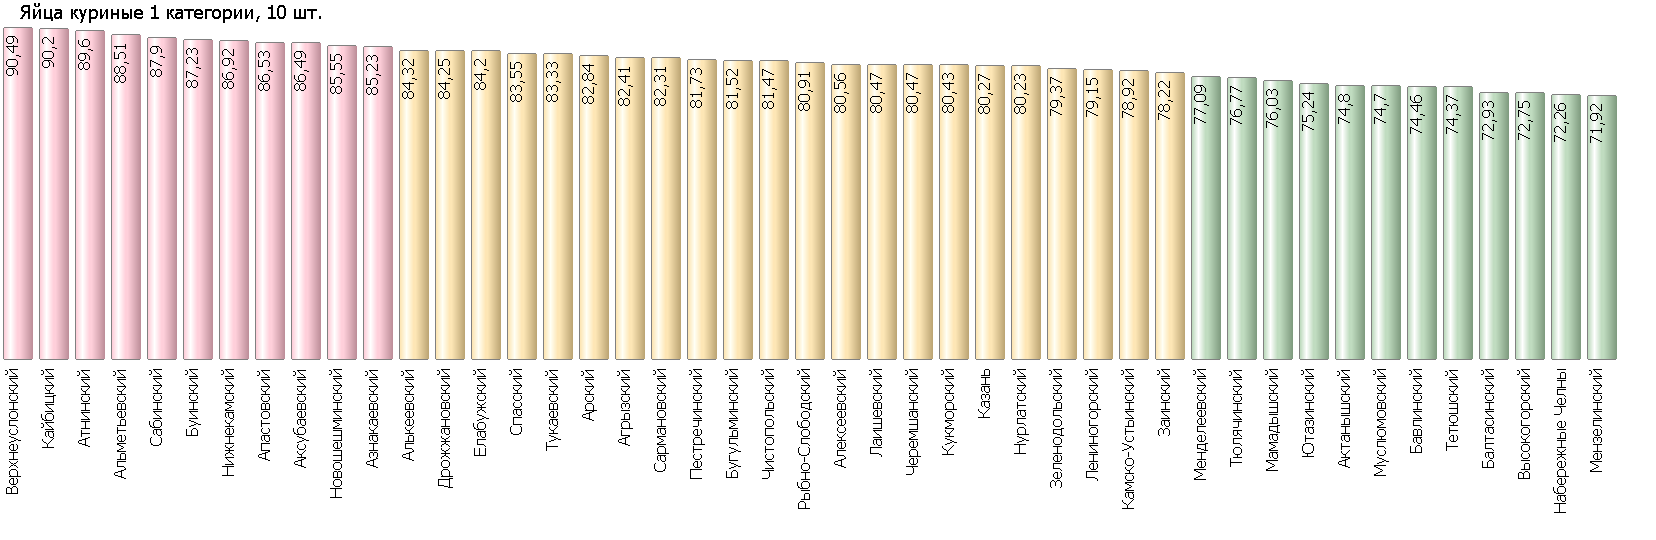 Яйца куриные 1 категории, 10 шт.
90,49
90,2
89,6
88,51
87,9
87,23
86,92
86,53
86,49
85,55
85,23
84,32
84,25
84,2
83,55
83,33
82,84
82,41
82,31
81,73
81,52
81,47
80,91
80,56
80,47
80,47
80,43
80,27
80,23
79,37
79,15
78,92
78,22
77,09
76,77
76,03
75,24
74,8
74,7
74,46
74,37
72,93
72,75
72,26
71,92
Верхнеуслонский
Кайбицкий
Атнинский
Альметьевский
Сабинский
Буинский
Нижнекамский
Апастовский
Аксубаевский
Новошешминский
Азнакаевский
Алькеевский
Дрожжановский
Елабужский
Спасский
Тукаевский
Арский
Агрызский
Сармановский
Пестречинский
Бугульминский
Чистопольский
Рыбно-Слободский
Алексеевский
Лаишевский
Черемшанский
Кукморский
Казань
Нурлатский
Зеленодольский
Лениногорский
Камско-Устьинский
Заинский
Менделеевский
Тюлячинский
Мамадышский
Ютазинский
Актанышский
Муслюмовский
Бавлинский
Тетюшский
Балтасинский
Высокогорский
Набережные Челны
Мензелинский